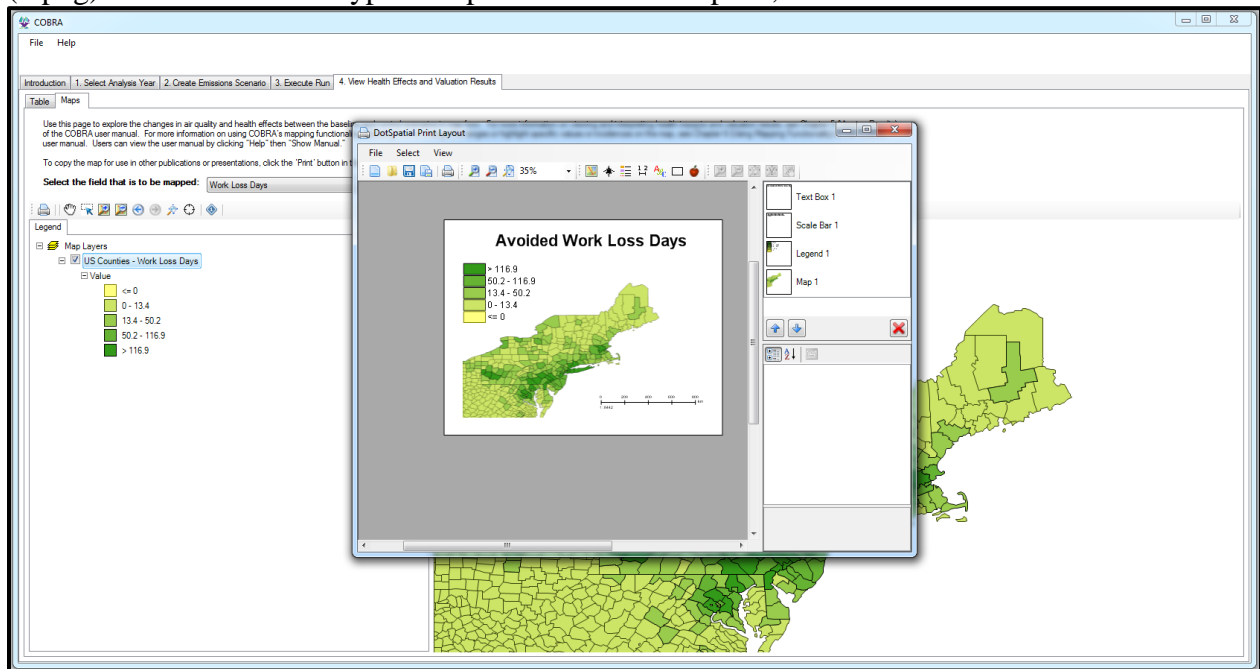 COBRA
File Help
Introduction 1. Select Analysis Year 2. Create Emissions Scenario 3. Execute Run 4. View Health Effects and Valuation Results
Table Maps
Use this page to explore the changes in air quality and health effects between the
of the COBRA user manual. For more information on using COBRA's mapping
user manual. Users can view the user manual by clicking "Help" then "Show Manual."
To copy the map for use in other publications or presentations, click the 'Print' button in
Select the field that is to be mapped: Work Loss Days
Legend
Map Layers
US Counties - Work Loss Days
Value
<= 0
0 - 13.4
13.4 - 50.2
50.2 - 116.9
> 116.9
DotSpatial Print Layout
File Select View
35%
Avoided Work Loss Days
> 116.9
50.2 - 116.9
13.4 - 50.2
0 - 13.4
<= 0
Text Box 1
Scale Bar 1
Legend 1
Map 1